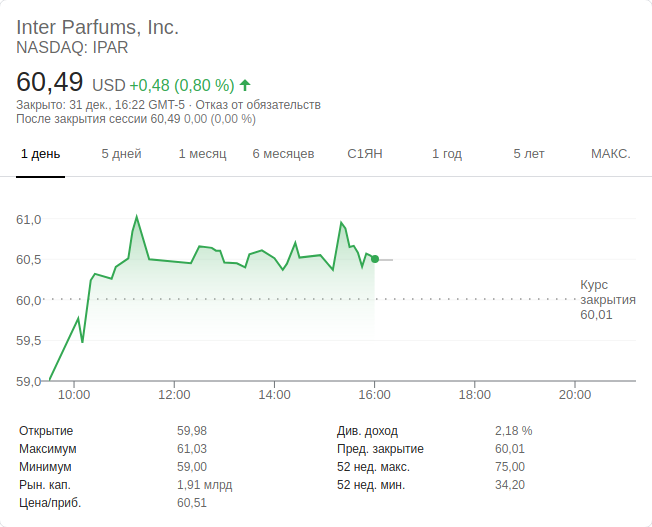 Inter Parfums, Inc.
NASDAQ: IPAR
60,49 USD +0,48 (0,80 %)
Закрыто: 31 дек., 16:22 GMT-5 · Отказ от обязательств
После закрытия сессии 60,49 0,00 (0,00 %)
1 день 5 дней 1 месяц 6 месяцев С1ЯН 1 год 5 лет МАКС.
61,0
60,5
60,0
59,5
59,0
Курс
закрытия
60,01
10:00 12:00 14:00 16:00 18:00 20:00
Открытие 59,98 Див. доход 2,18 %
Максимум 61,03 Пред. закрытие 60,01
Минимум 59,00 52 нед. макс. 75,00
Рын. кап. 1,91 млрд 52 нед. мин. 34,20
Цена/приб. 60,51